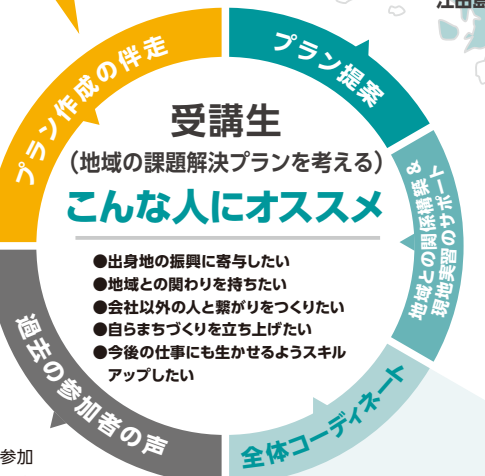 江田島
プラン作成の伴走
プラン提案
受講生
（地域の課題解決プランを考える）
こんな人にオススメ
●出身地の振興に寄与したい
●地域との関わりを持ちたい
●会社以外の人と繋がりをつくりたい
●自らまちづくりを立ち上げたい
●今後の仕事にも生かせるようスキル
アップしたい
地域との関係構築＆
現地実習のサポート
過去の参加者の声
全体コーディネート
参加